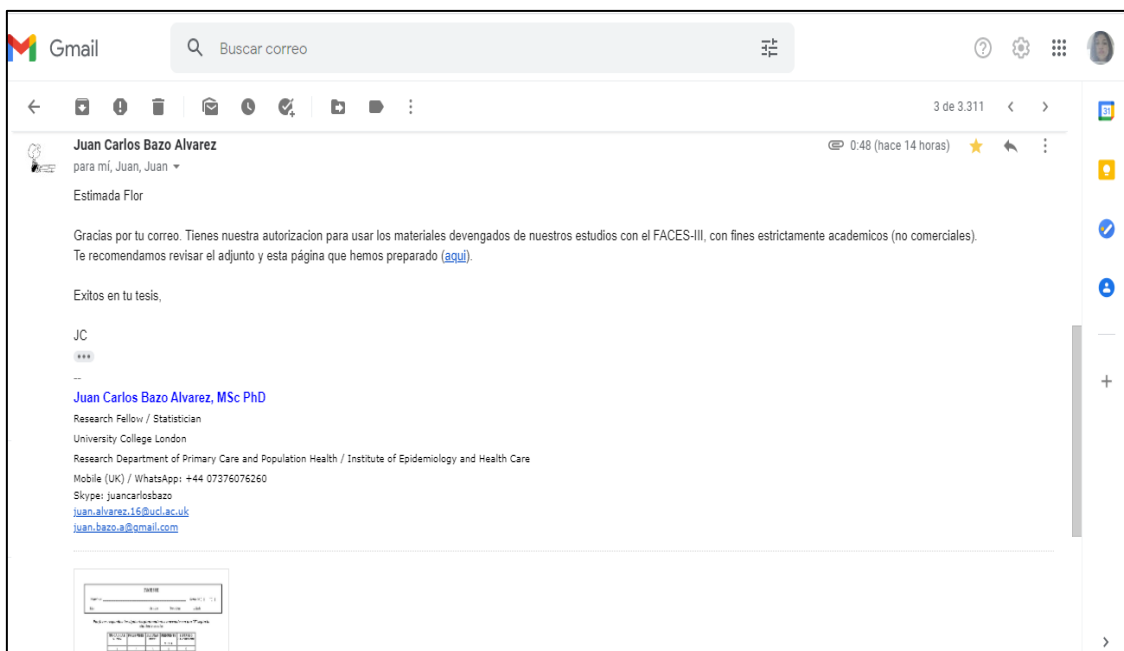 Gmail
Buscar correo
3 de 3.311
31
Juan Carlos Bazo Alvarez
0:48 (hace 14 horas)
para mí, Juan, Juan
Estimada Flor
Gracias por tu correo. Tienes nuestra autorizacion para usar los materiales devengados de nuestros estudios con el FACES-III, con fines estrictamente academicos (no comerciales).
Te recomendamos revisar el adjunto y esta página que hemos preparado (aqui).
Exitos en tu tesis,
JC
--
Juan Carlos Bazo Alvarez, MSc PhD
Research Fellow / Statistician
University College London
Research Department of Primary Care and Population Health / Institute of Epidemiology and Health Care
Mobile (UK) / WhatsApp: +44 07376076260
Skype: juancarlosbazo
juan.alvarez.16@ucl.ac.uk
juan.bazo.a@gmail.com